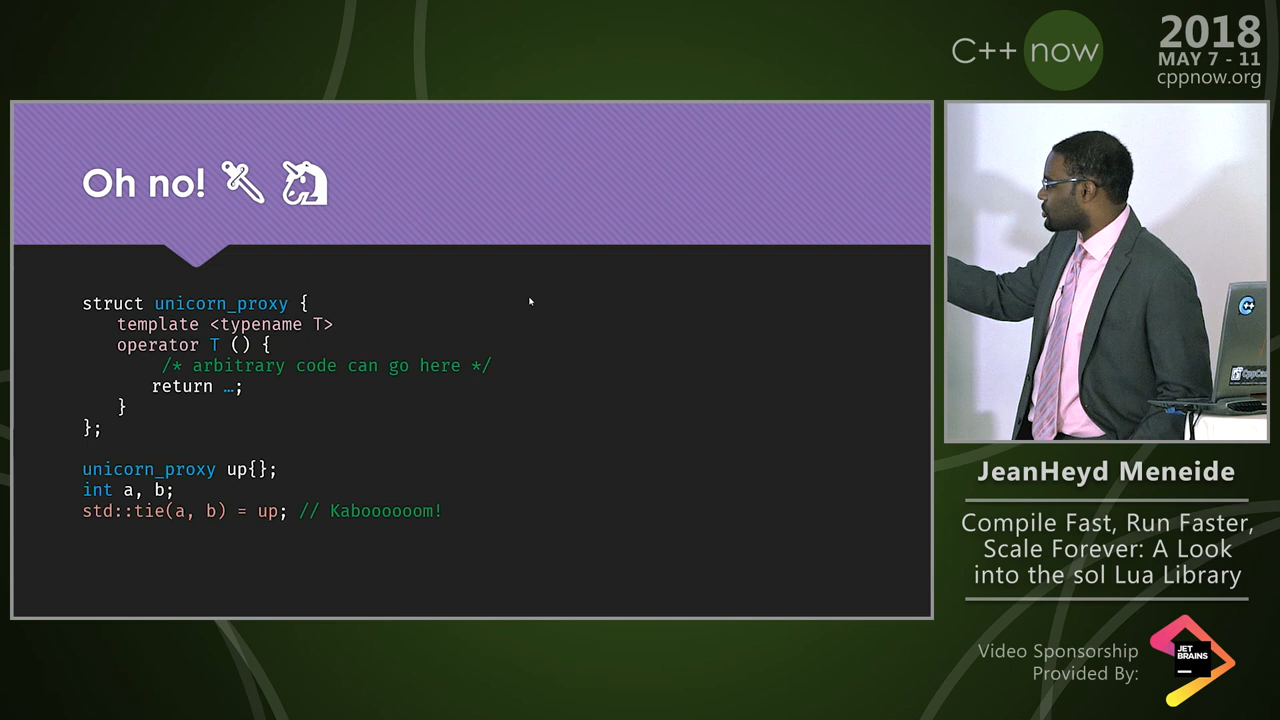 C++ now
2018
MAY 7 - 11
cppnow.org
Oh no!
struct unicorn_proxy {
template <typename T>
operator T () {
/* arbitrary code can go here */
return …;
}
};
unicorn_proxy up{};
int a, b;
std::tie(a, b) = up; // Kaboooooom!
JeanHeyd Meneide
Compile Fast, Run Faster,
Scale Forever: A Look
into the sol Lua Library
Video Sponsorship
Provided By:
JET
BRAINS